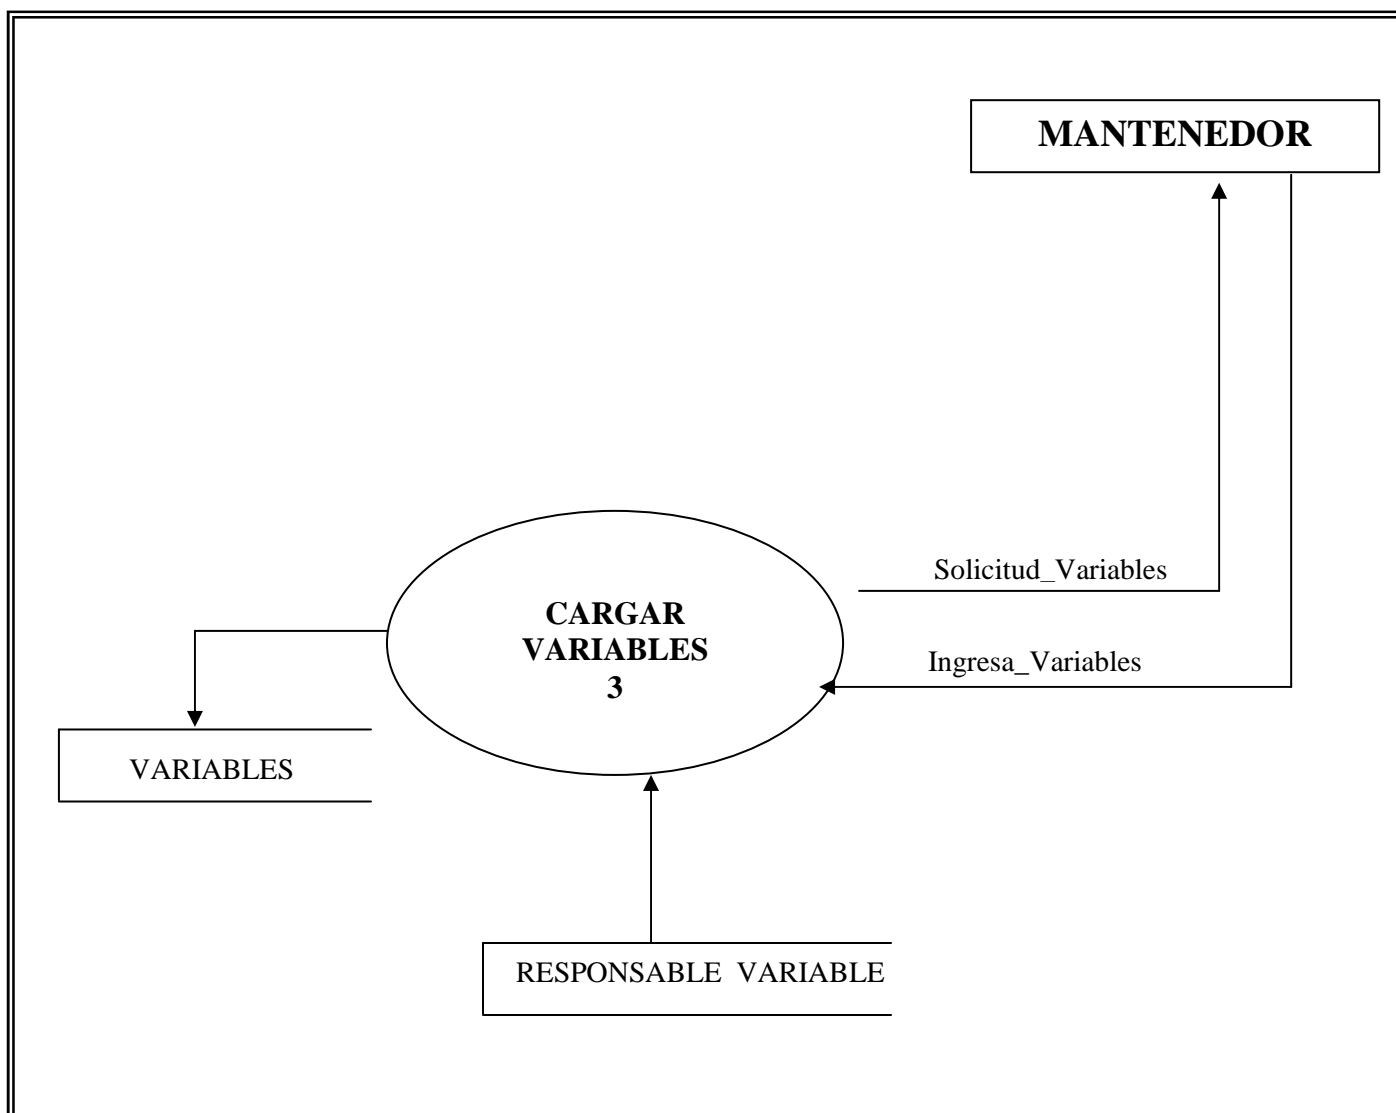 MANTENEDOR
Solicitud_Variables
CARGAR
VARIABLES
3
Ingresa_Variables
VARIABLES
RESPONSABLE VARIABLE